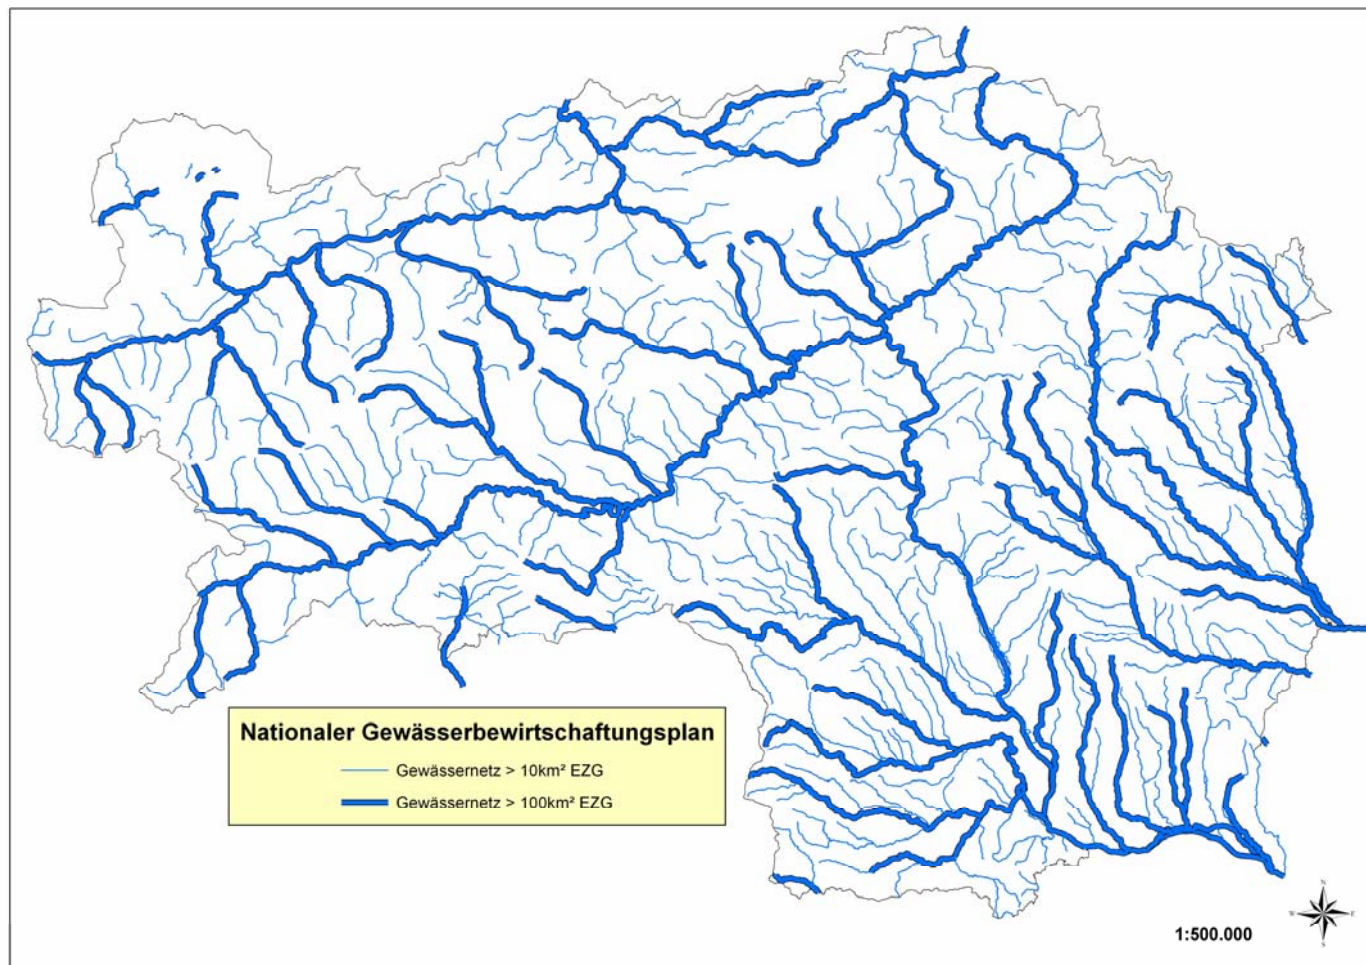 Nationaler Gewässerbewirtschaftungsplan
Gewässernetz > 10km² EZG
Gewässernetz > 100km² EZG
N
W
E
S
1:500.000